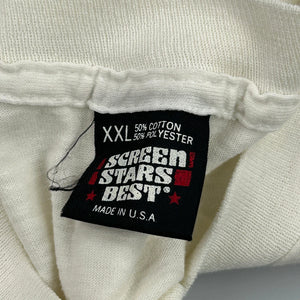 XXL 50% COTTON
50% POLYESTER
SCREEN
STARS
BEST®
MADE IN U.S.A